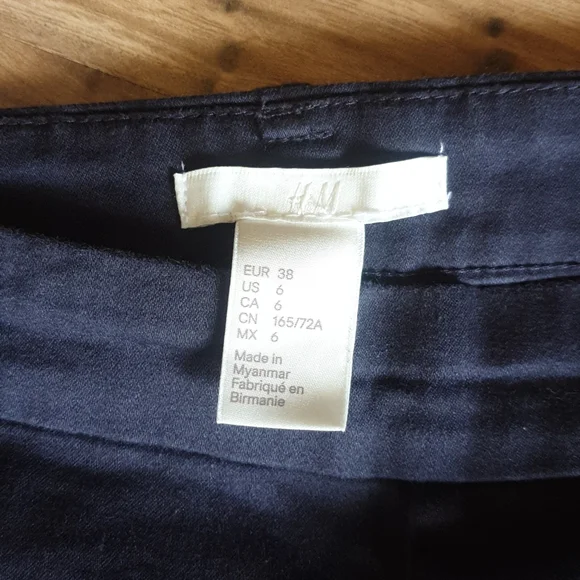 H&M
EUR 38
US 6
CA 6
CN 165/72A
MX 6
Made in
Myanmar
Fabriqué en
Birmanie